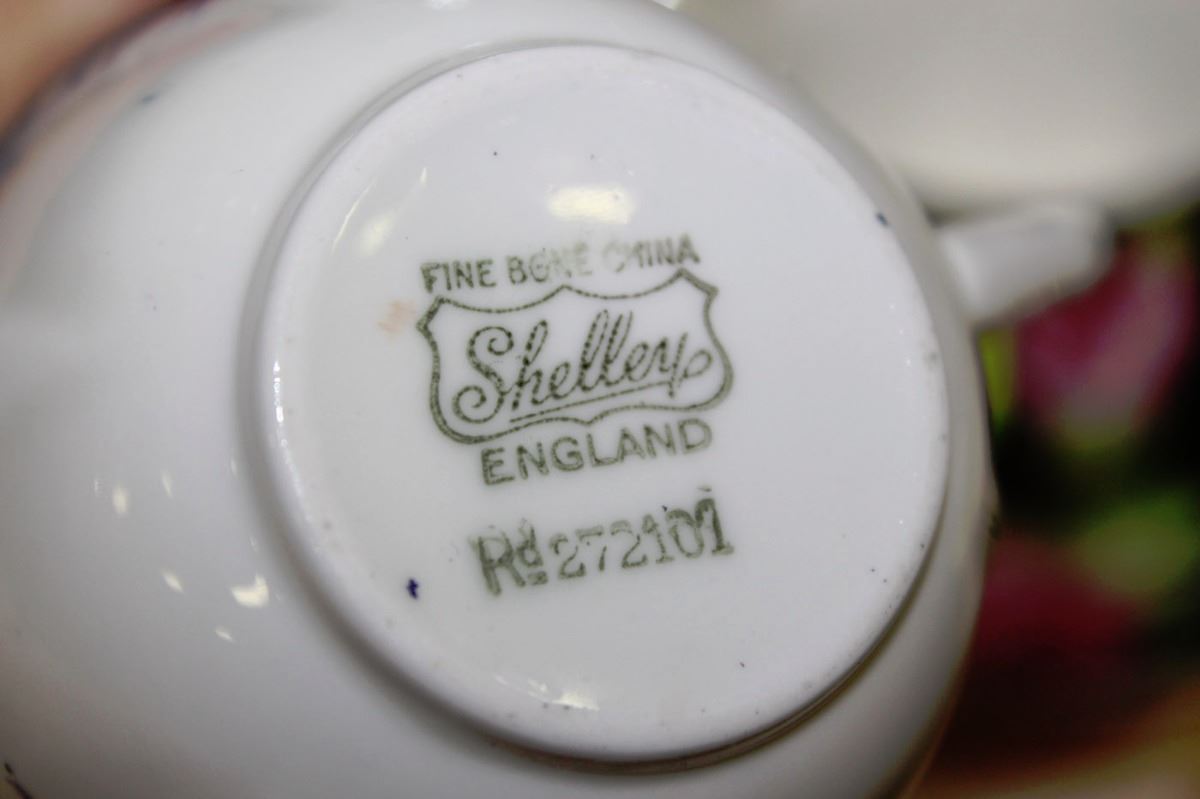 FINE BONE CHINA
Shelley
ENGLAND
Rd. 272101